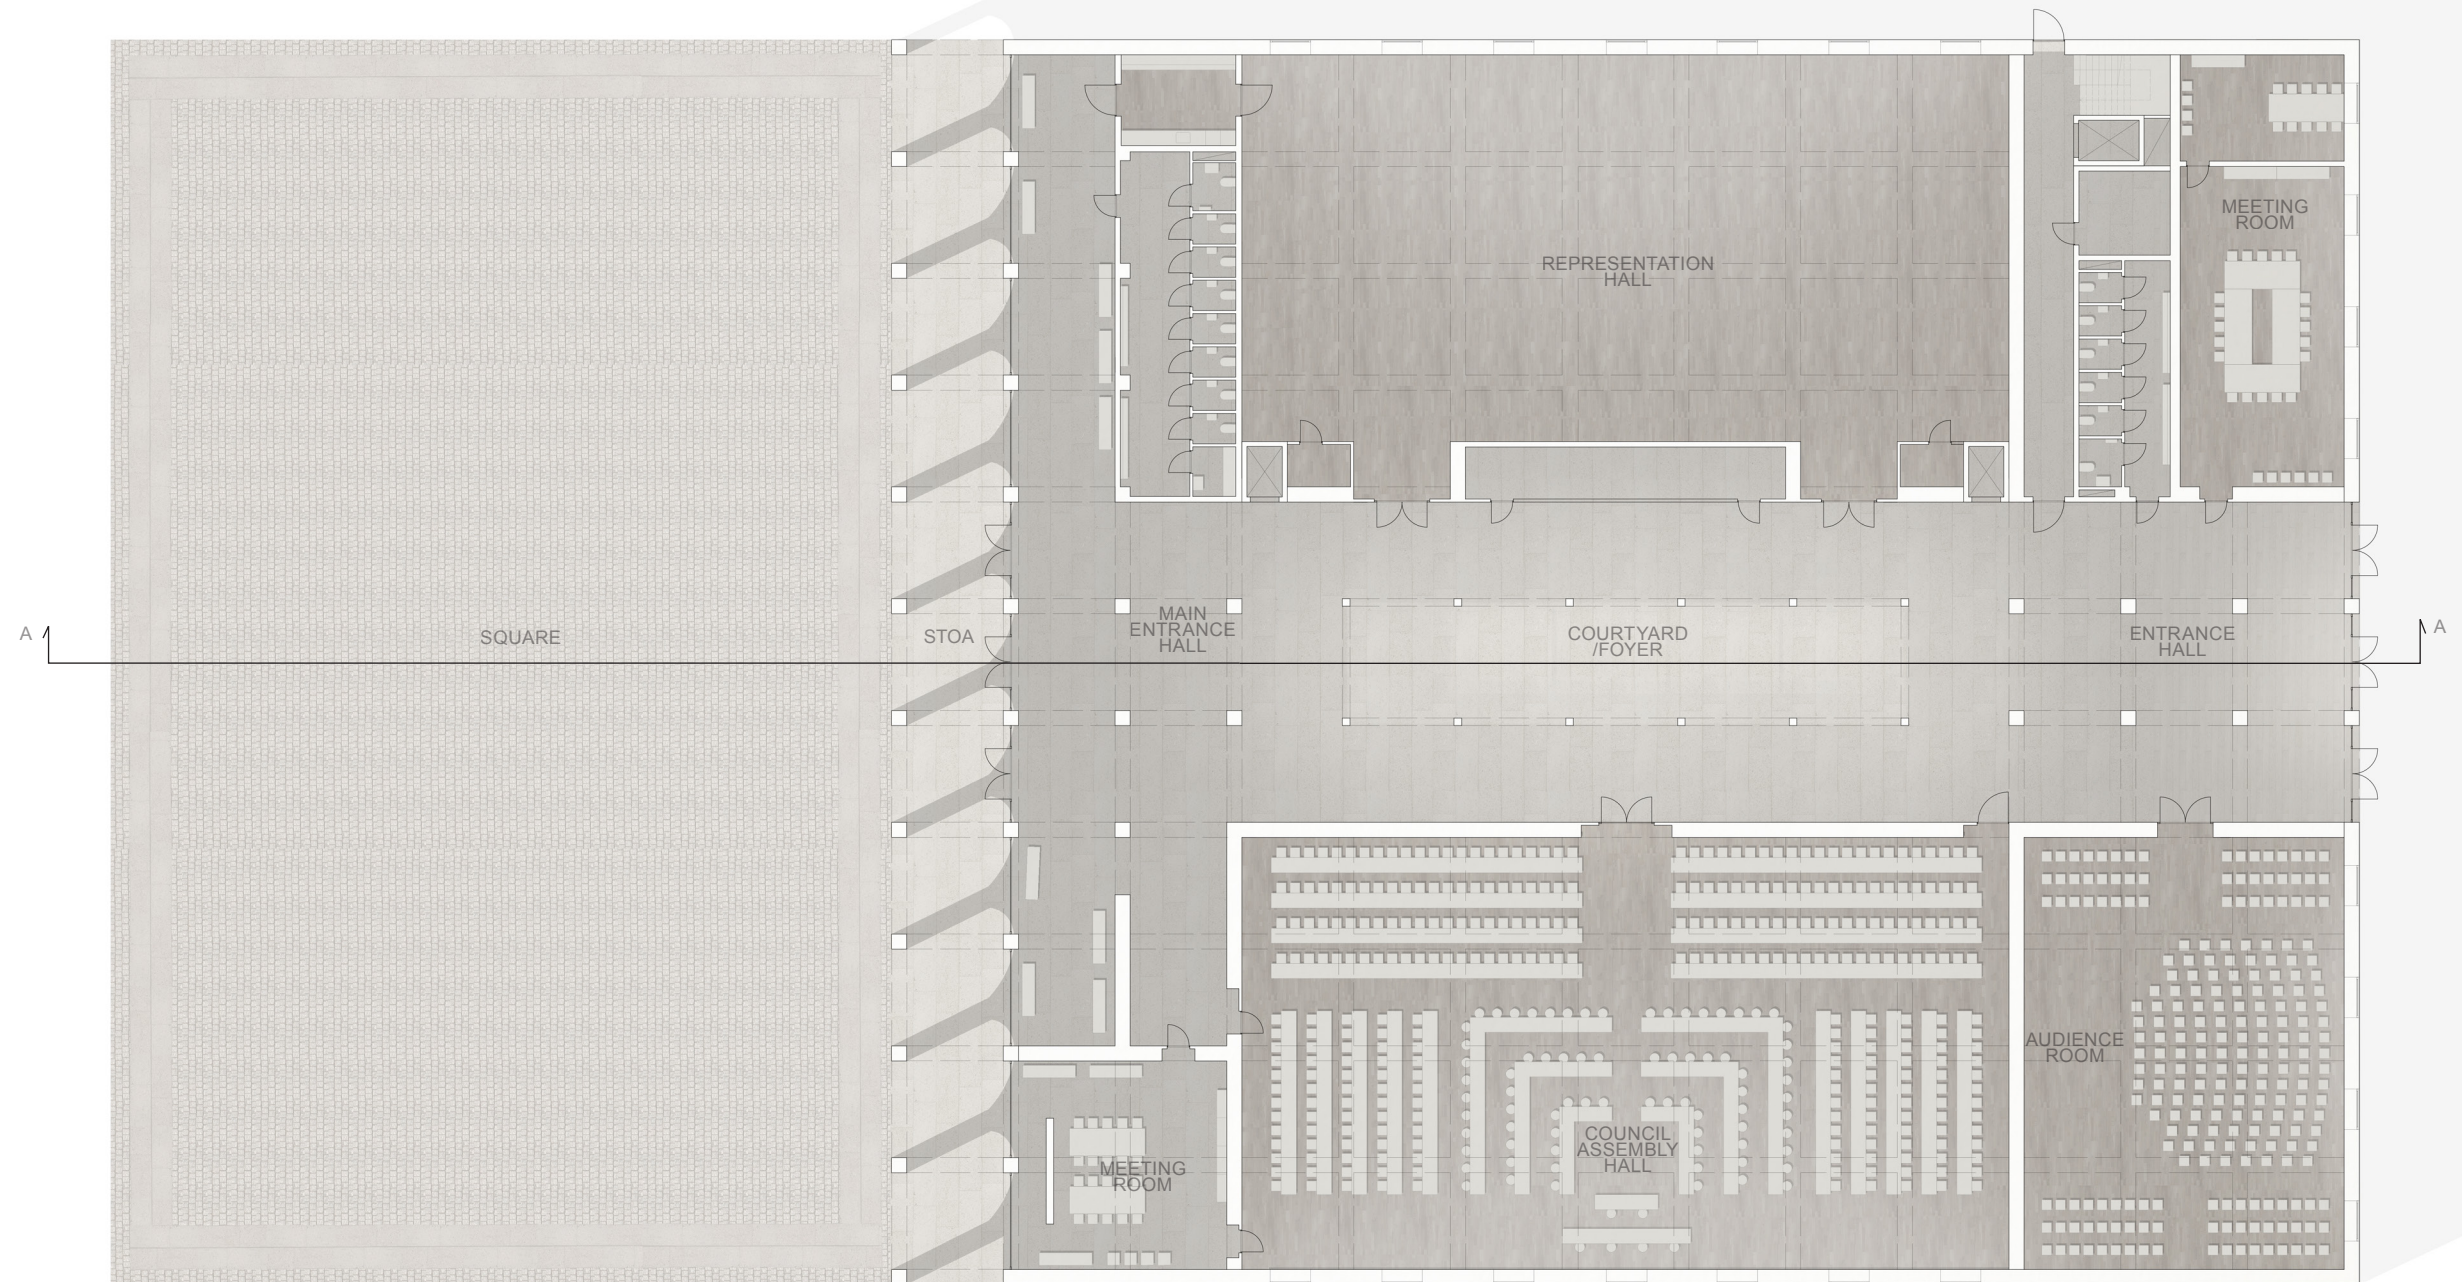 MEETING
ROOM
REPRESENTATION
HALL
A
SQUARE
STOA
MAIN
ENTRANCE
HALL
COURTYARD
/FOYER
ENTRANCE
HALL
A
AUDIENCE
ROOM
COUNCIL
ASSEMBLY
HALL
MEETING
ROOM